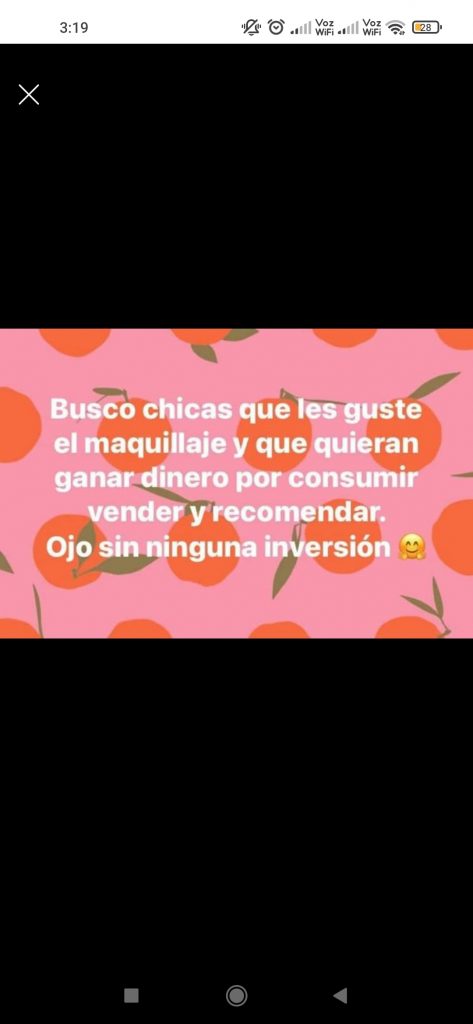 3:19
Voz
WiFi
Voz
WiFi
28
Busco chicas que les guste
el maquillaje y que quieran
ganar dinero por consumir
vender y recomendar.
Ojo sin ninguna inversión 🤗